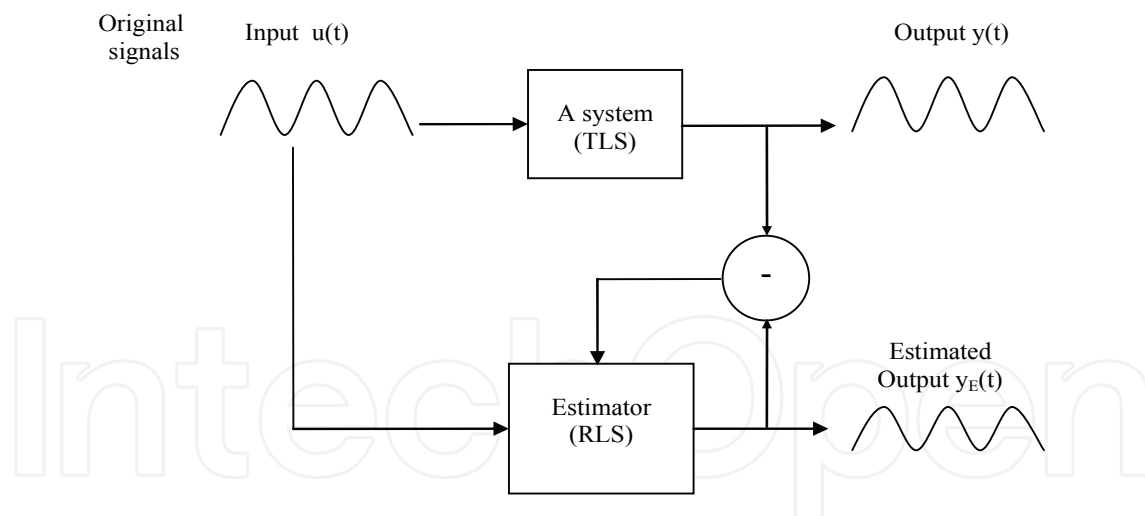 Original
signals
Input u(t)
Output y(t)
A system
(TLS)
-
Estimated
Output yE(t)
Estimator
(RLS)
IntechOpen